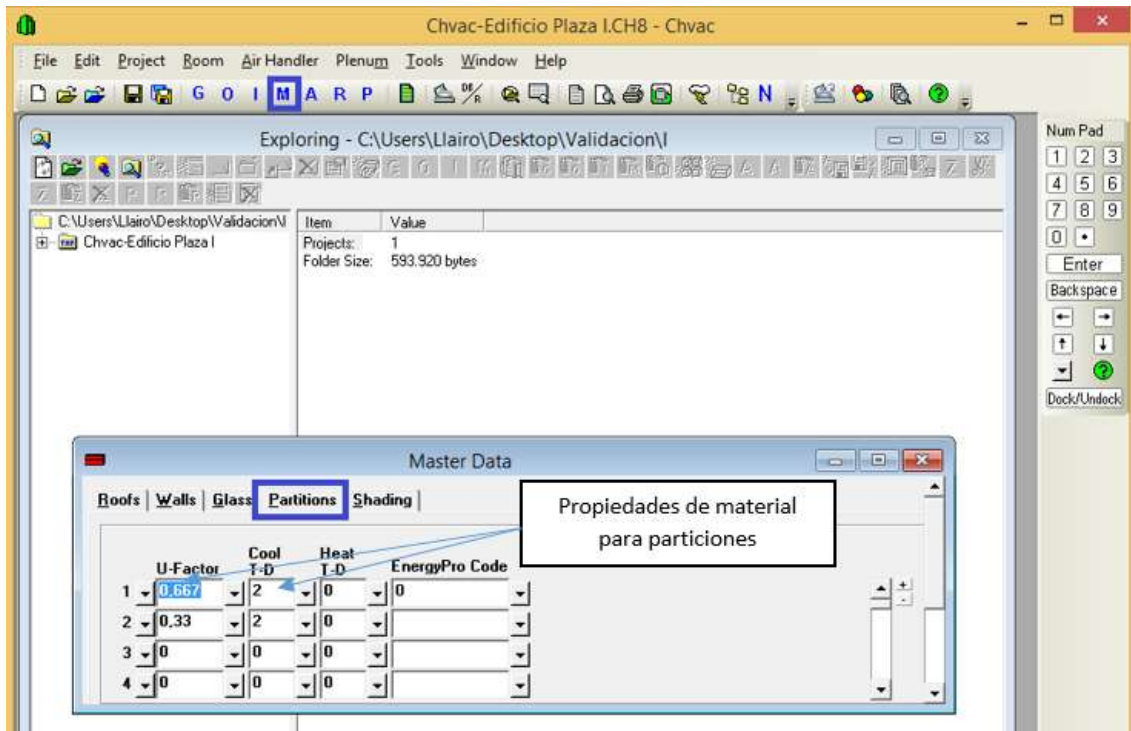 Chvac-Edificio Plaza I.CH8 - Chvac
File Edit Project Room Air Handler Plenum Tools Window Help
G O I M A R P N
Exploring - C:\Users\Llairo\Desktop\Validacion\I
Num Pad
1 2 3
4 5 6
7 8 9
0 •
Enter
Backspace
Dock/Undock
C:\Users\Llairo\Desktop\Validacion\I
Chvac-Edificio Plaza I
Item Value
Projects: 1
Folder Size: 593.920 bytes
Master Data
Roofs Walls Glass Partitions Shading
Propiedades de material
para particiones
U-Factor Cool T-D Heat T-D EnergyPro Code
1 0,667 2 0 0
2 0,33 2 0
3 0 0 0
4 0 0 0